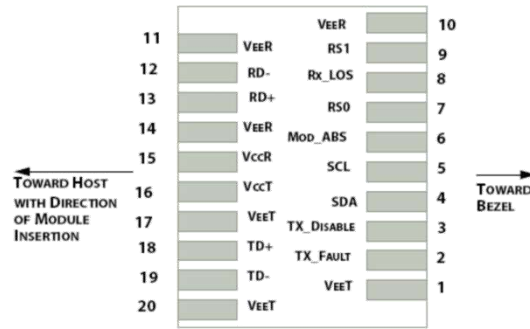 11 VEER
12 RD-
13 RD+
14 VEER
15 VCCR
16 VCCT
17 VEET
18 TD+
19 TD-
20 VEET
VEER 10
RS1 9
RX_LOS 8
RS0 7
MOD_ABS 6
SCL 5
SDA 4
TX_DISABLE 3
TX_FAULT 2
VEET 1
TOWARD HOST
WITH DIRECTION
OF MODULE
INSERTION
TOWARD
BEZEL